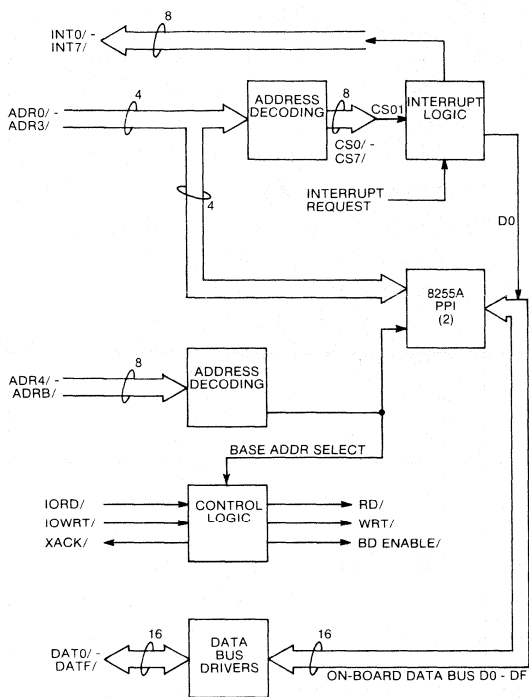 8
INT0/ -
INT7/
4
8
ADR0/ -
ADR3/
ADDRESS
DECODING
CS01
INTERRUPT
LOGIC
CS0/ -
CS7/
4
INTERRUPT
REQUEST
D0
8255A
PPI
(2)
8
ADR4/ -
ADRB/
ADDRESS
DECODING
BASE ADDR SELECT
IORD/
IOWRT/
XACK/
CONTROL
LOGIC
RD/
WRT/
BD ENABLE/
16
16
DAT0/ -
DATF/
DATA
BUS
DRIVERS
ON-BOARD DATA BUS D0 - DF